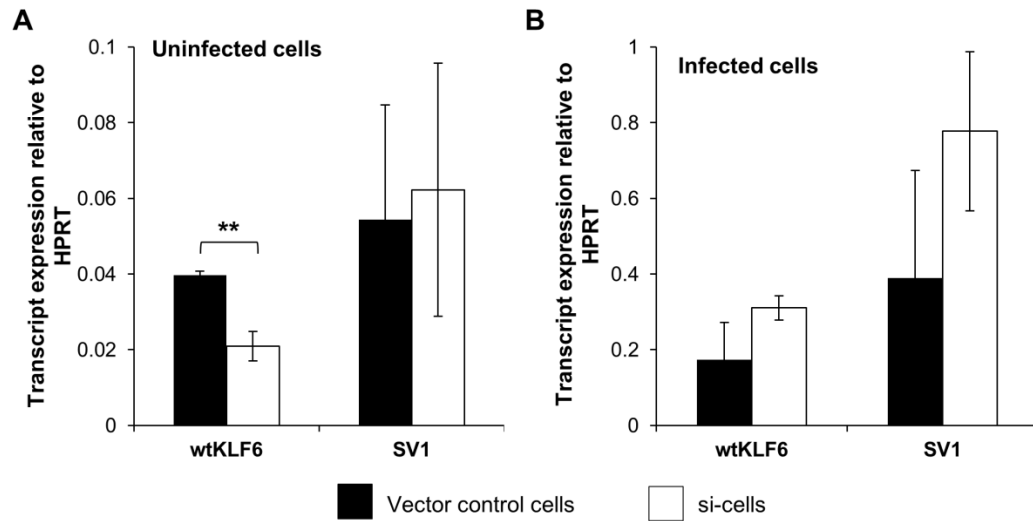 A
Uninfected cells
Transcript expression relative to
HPRT
0.1
0.08
0.06
0.04
0.02
0
**
wtKLF6
SV1
B
Infected cells
Transcript expression relative to
HPRT
1
0.8
0.6
0.4
0.2
0
wtKLF6
SV1
Vector control cells
si-cells